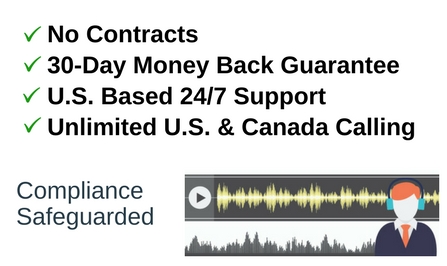 No Contracts
30-Day Money Back Guarantee
U.S. Based 24/7 Support
Unlimited U.S. & Canada Calling
Compliance
Safeguarded